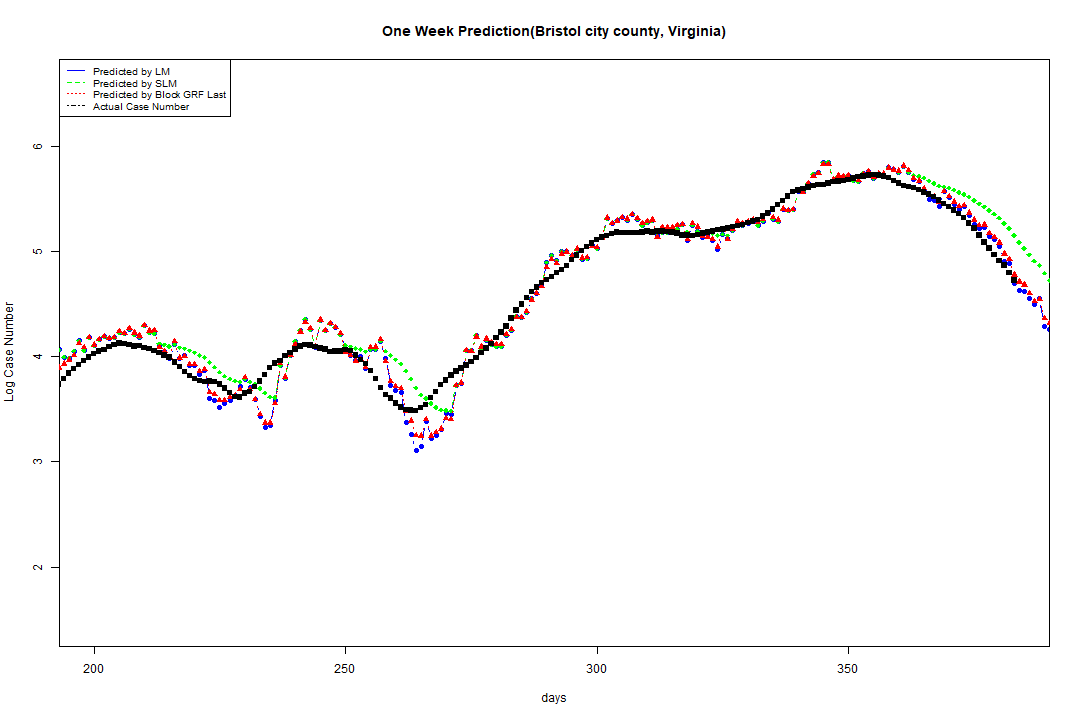 One Week Prediction(Bristol city county, Virginia)
Predicted by LM
Predicted by SLM
Predicted by Block GRF Last
Actual Case Number
6
5
4
3
2
Log Case Number
200
250
300
350
days